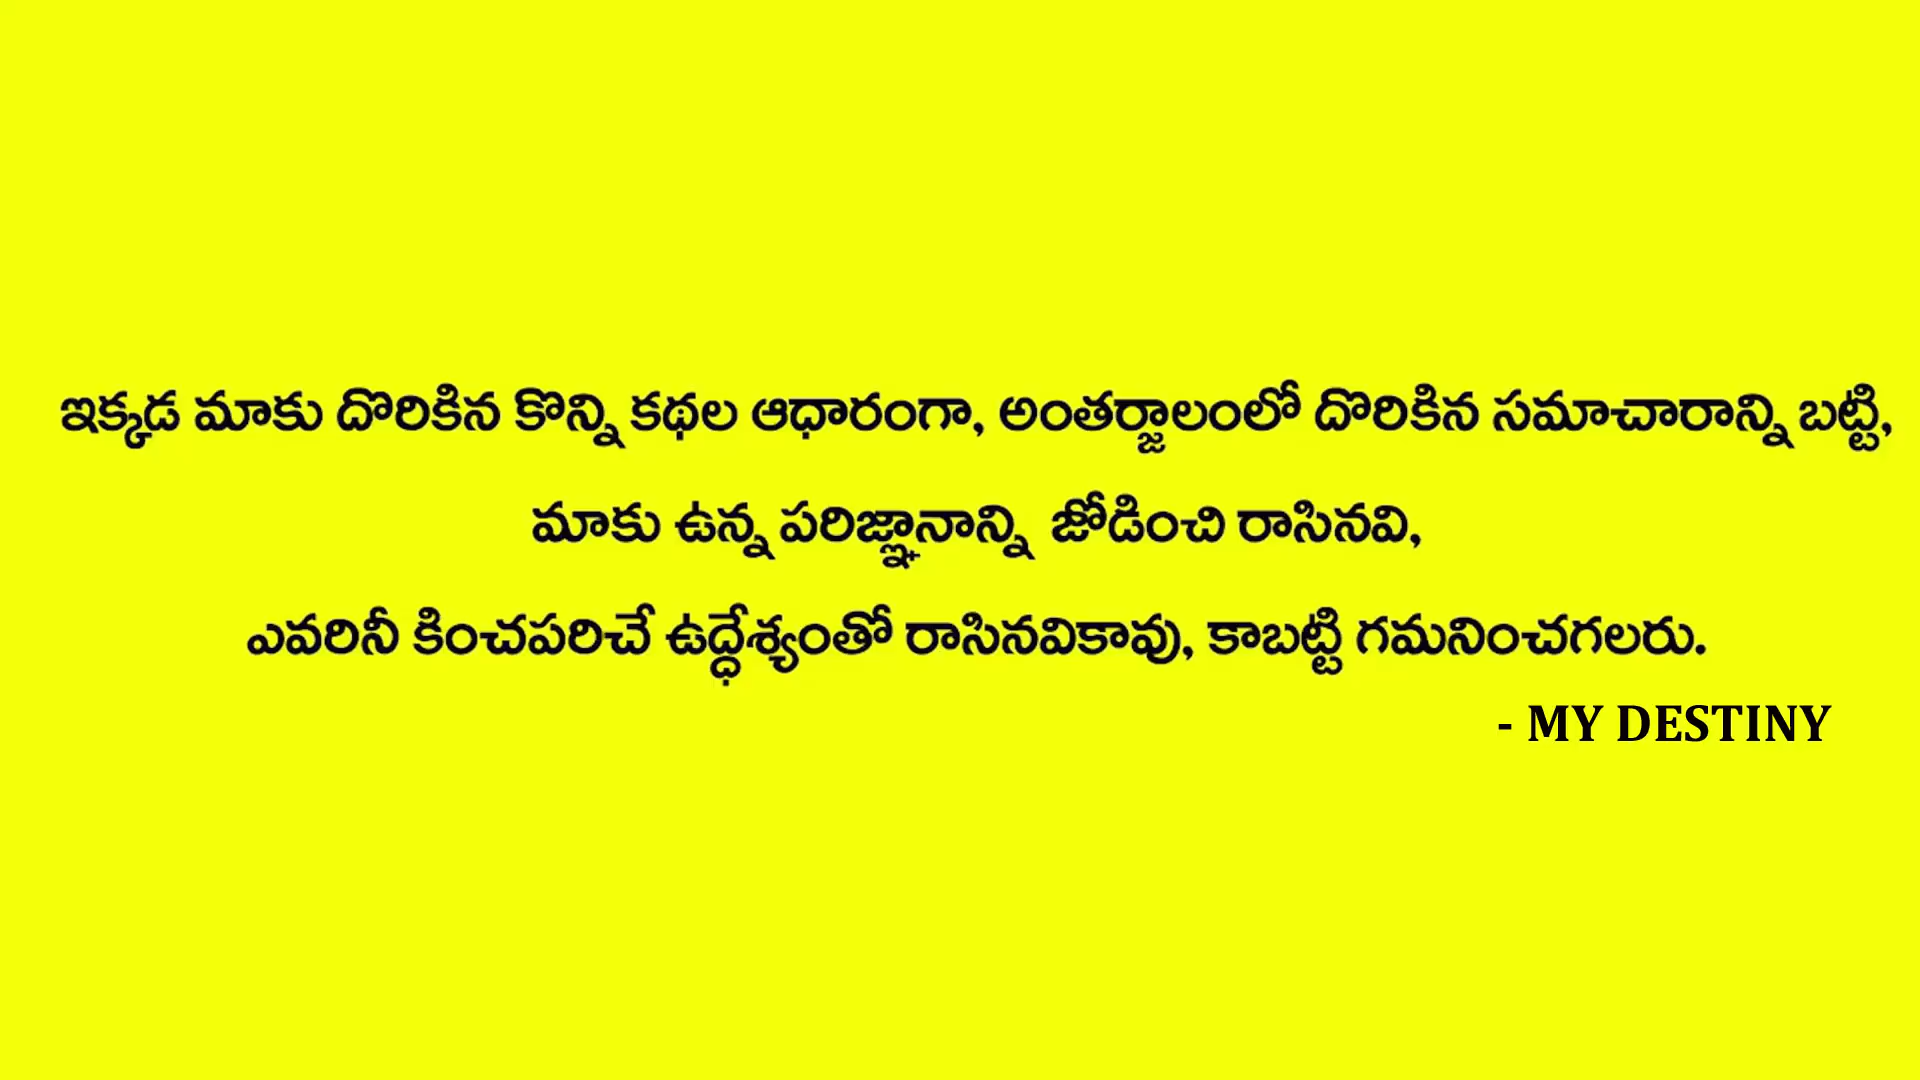 ఇక్కడ మాకు దొరికిన కొన్ని కథల ఆధారంగా, అంతర్జాలంలో దొరికిన సమాచారాన్ని బట్టి,
మాకు ఉన్న పరిజ్ఞానాన్ని జోడించి రాసినవి,
ఎవరినీ కించపరిచే ఉద్ధేశ్యంతో రాసినవికావు, కాబట్టి గమనించగలరు.
- MY DESTINY